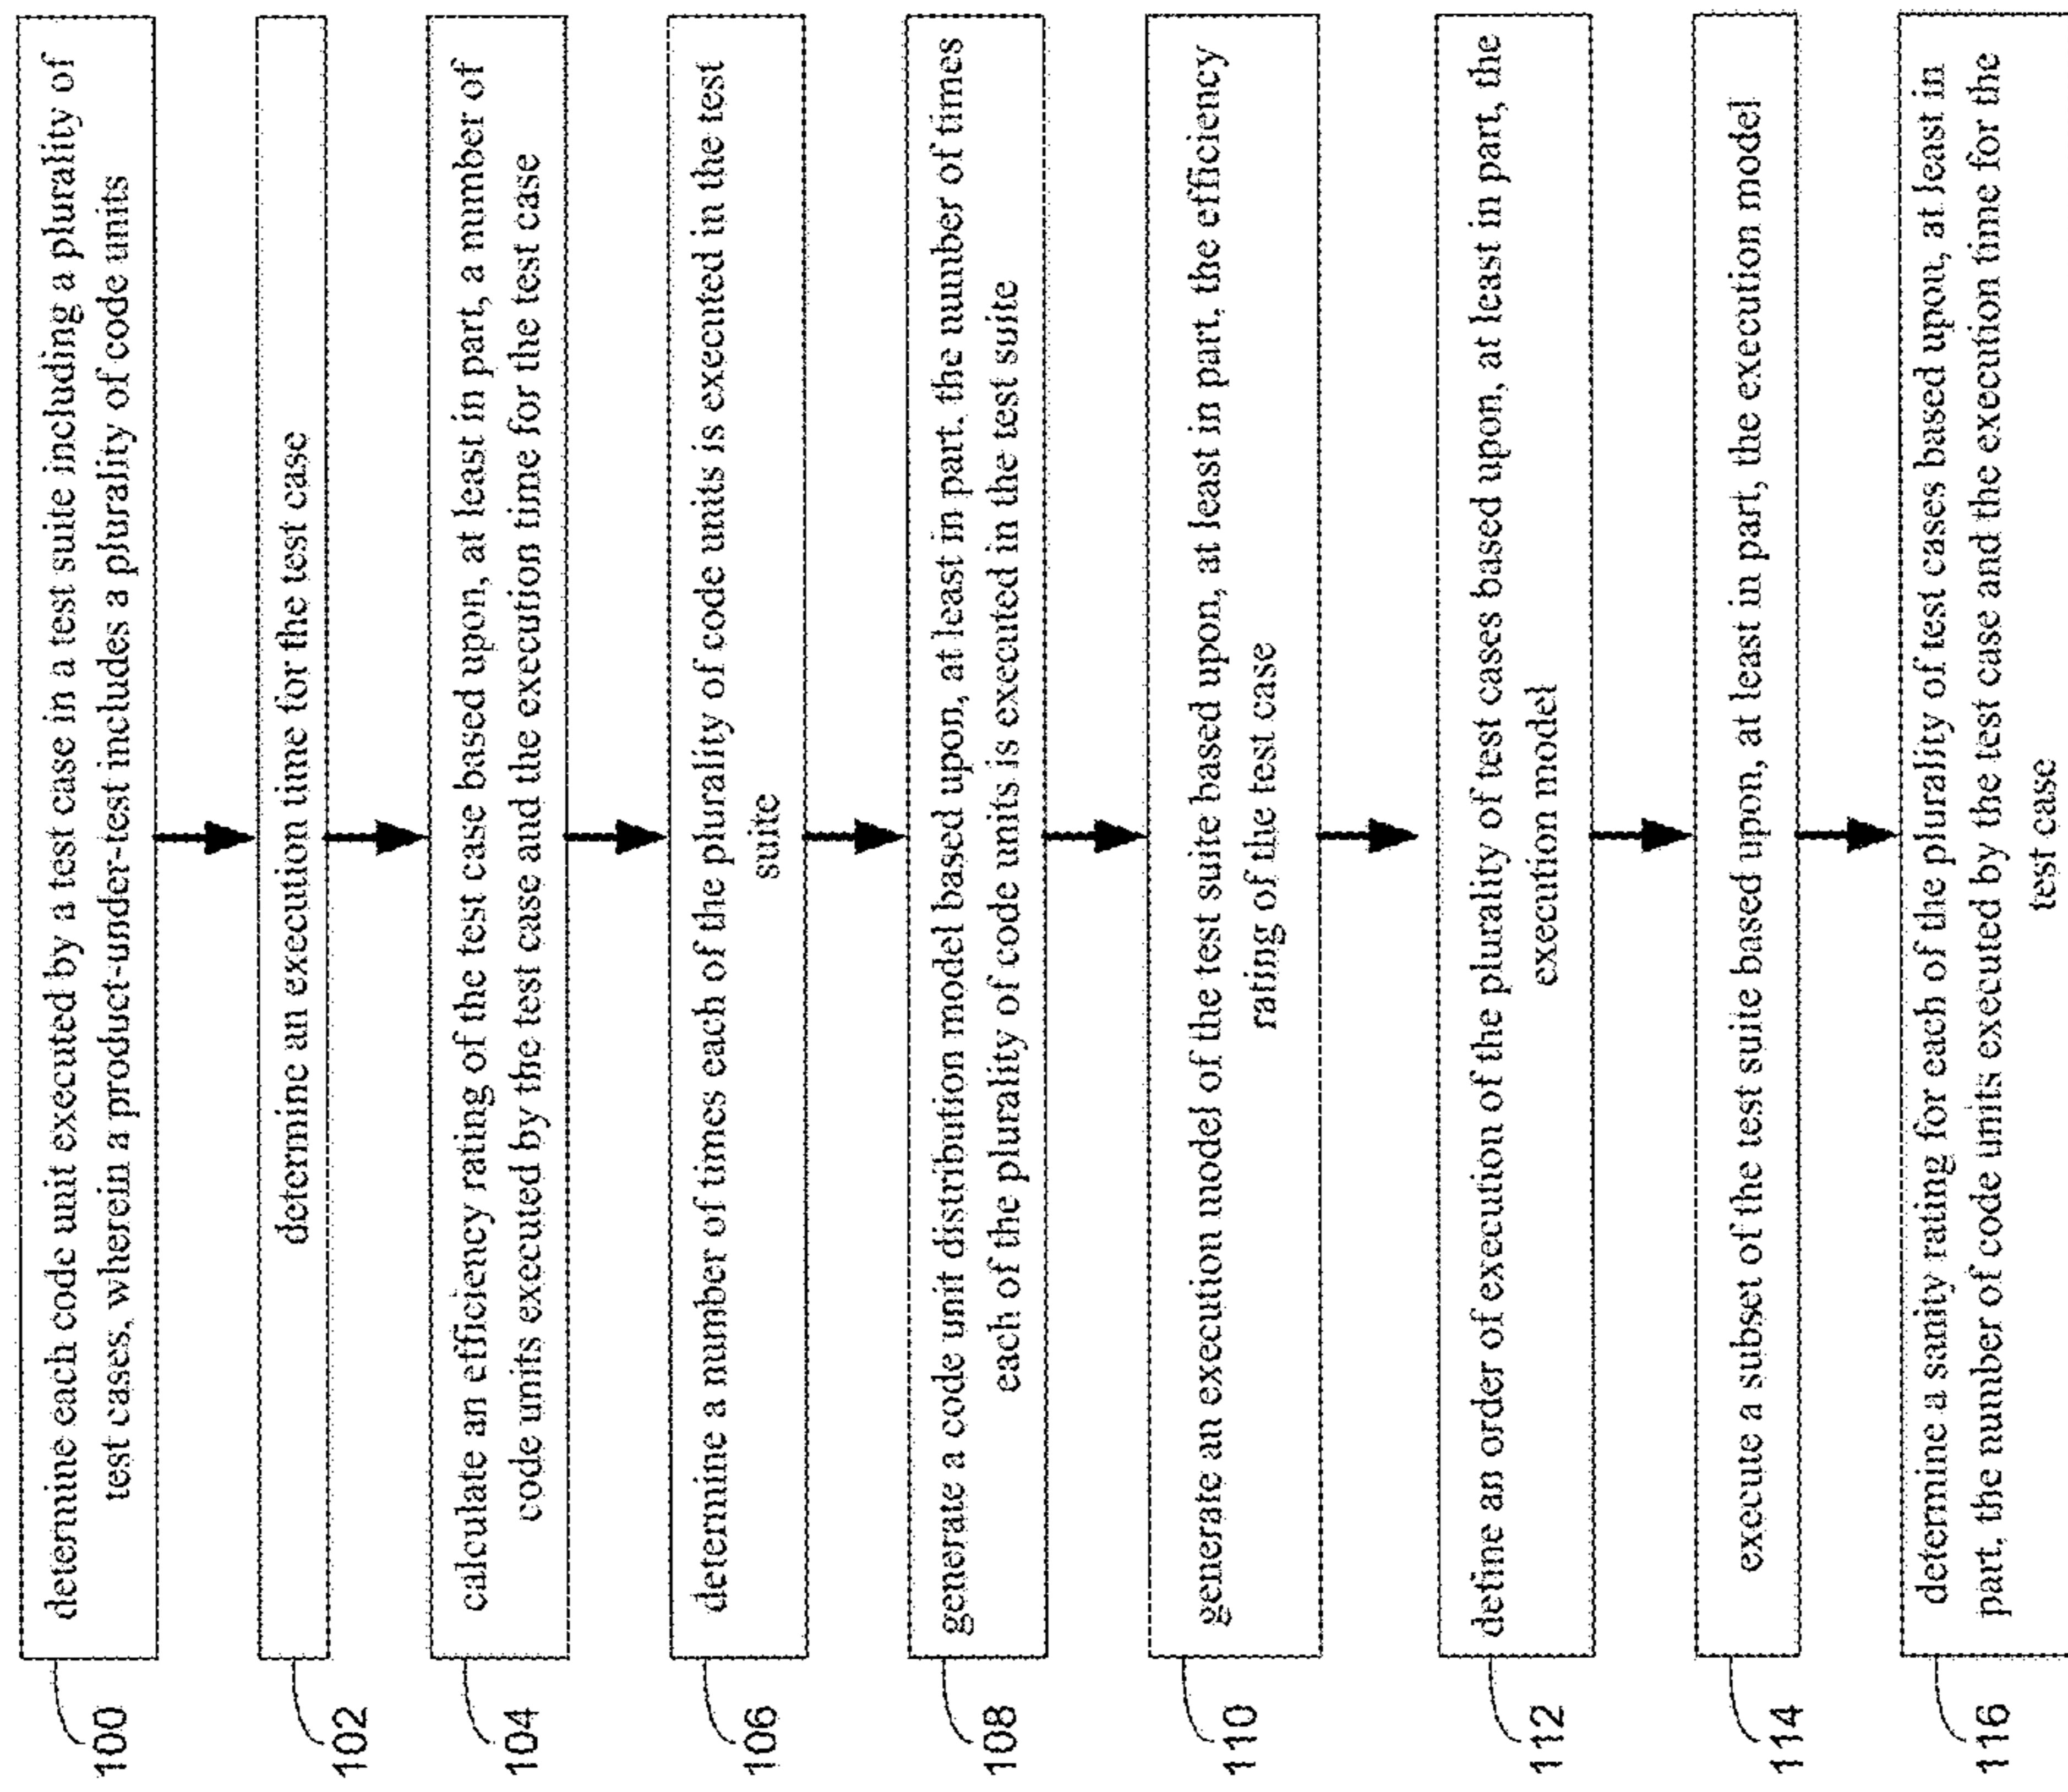 100
determine each code unit executed by a test case in a test suite including a plurality of
test cases, wherein a product-under-test includes a plurality of code units
102
determine an execution time for the test case
104
calculate an efficiency rating of the test case based upon, at least in part, a number of
code units executed by the test case and the execution time for the test case
106
determine a number of times each of the plurality of code units is executed in the test
suite
108
generate a code unit distribution model based upon, at least in part, the number of times
each of the plurality of code units is executed in the test suite
110
generate an execution model of the test suite based upon, at least in part, the efficiency
rating of the test case
112
define an order of execution of the plurality of test cases based upon, at least in part, the
execution model
114
execute a subset of the test suite based upon, at least in part, the execution model
116
determine a sanity rating for each of the plurality of test cases based upon, at least in
part, the number of code units executed by the test case and the execution time for the
test case